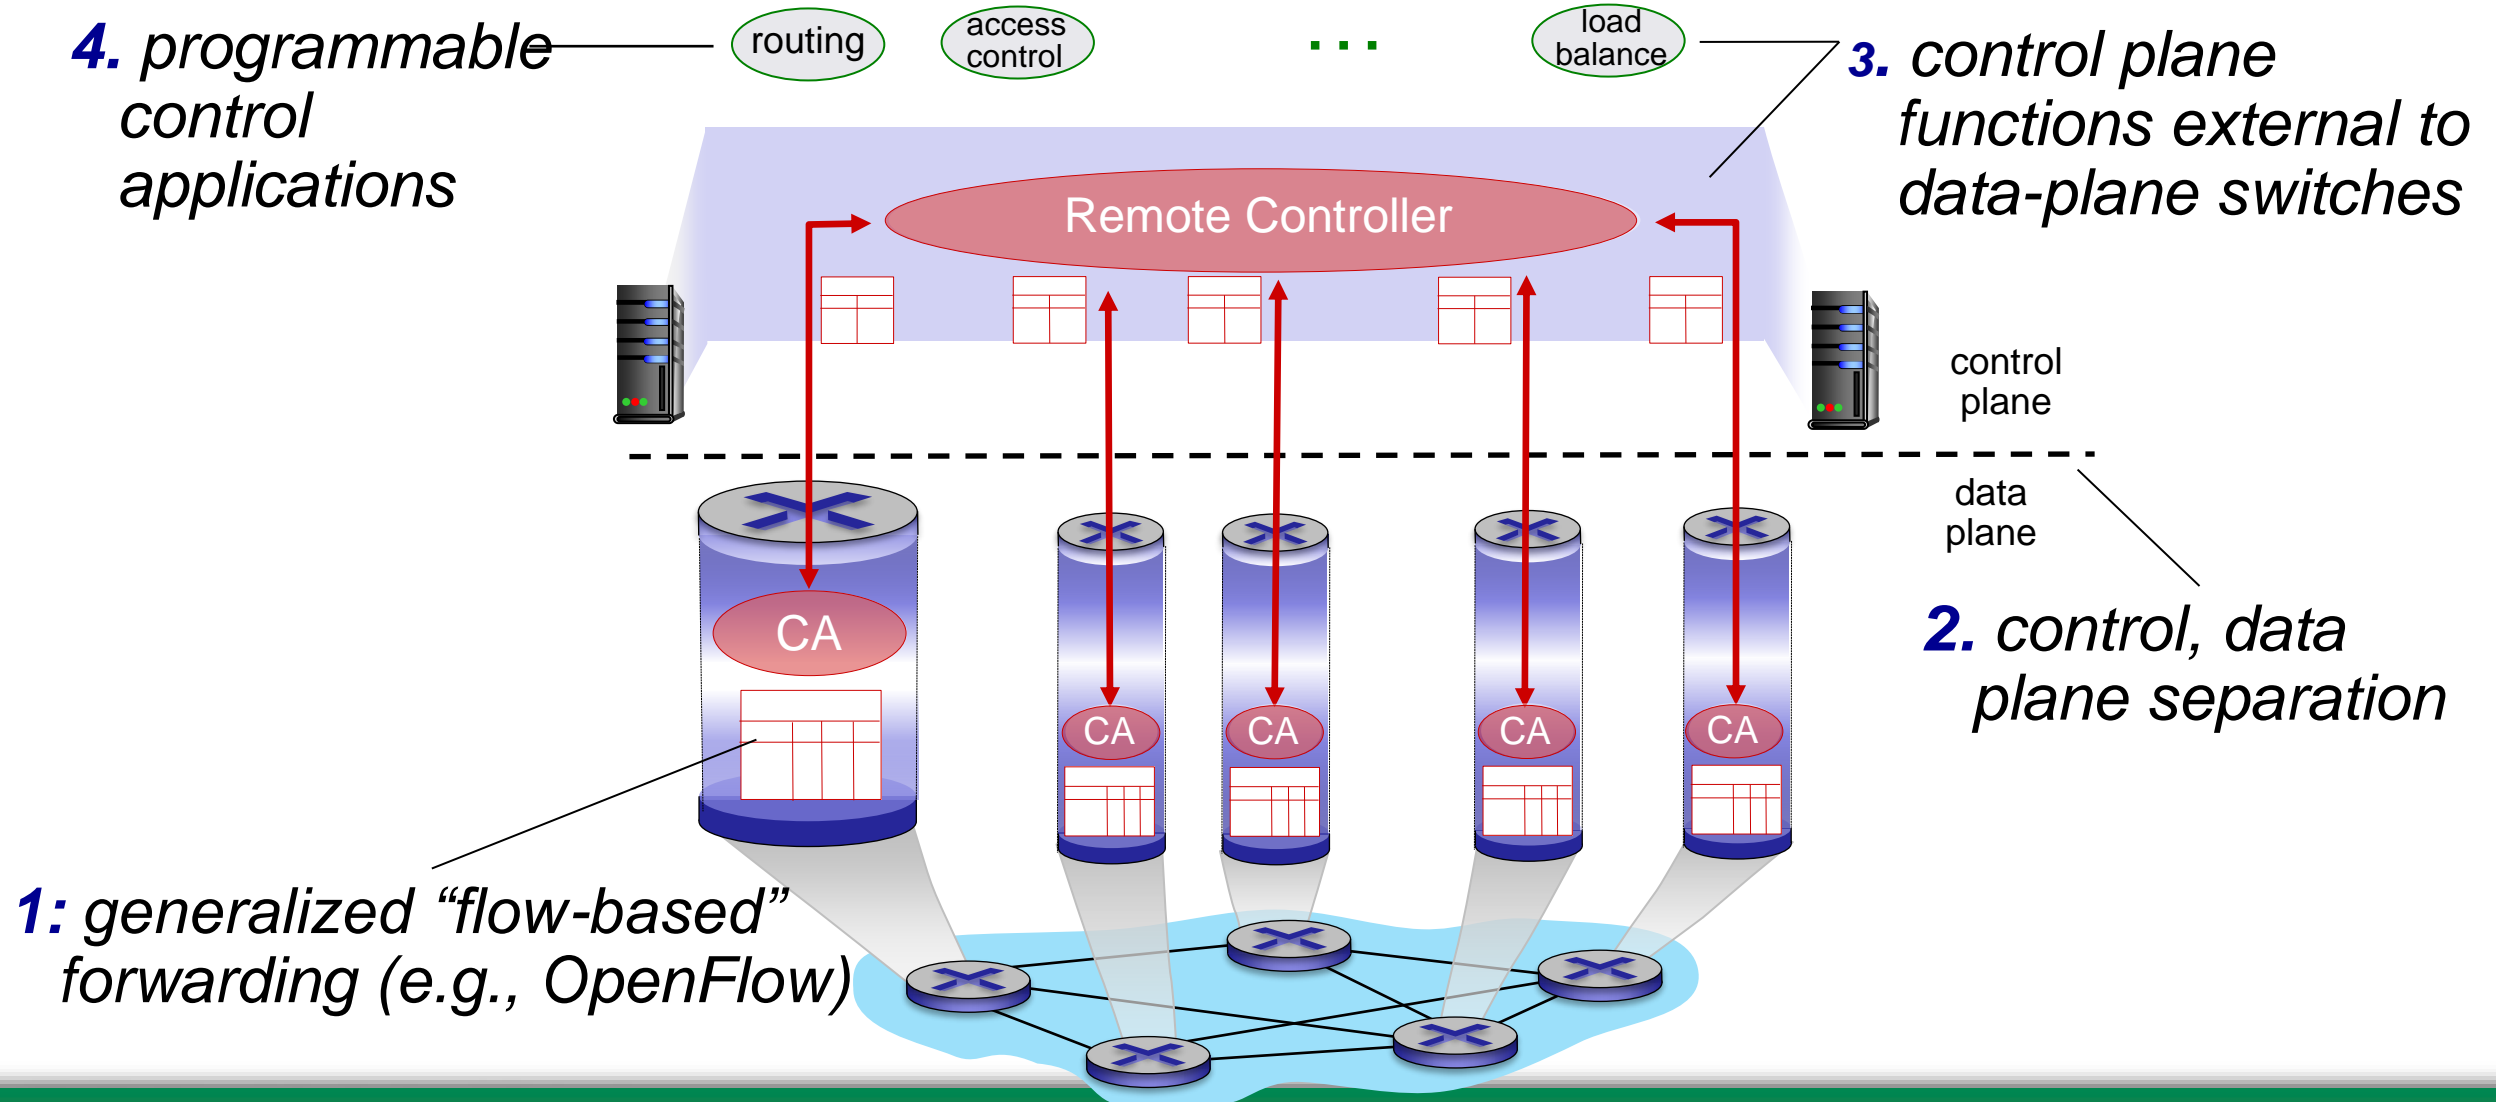 4. programmable
control
applications
routing
access
control
...
load
balance
3. control plane
functions external to
data-plane switches
Remote Controller
control
plane
data
plane
CA
CA
CA
CA
CA
2. control, data
plane separation
1: generalized “flow-based”
forwarding (e.g., OpenFlow)